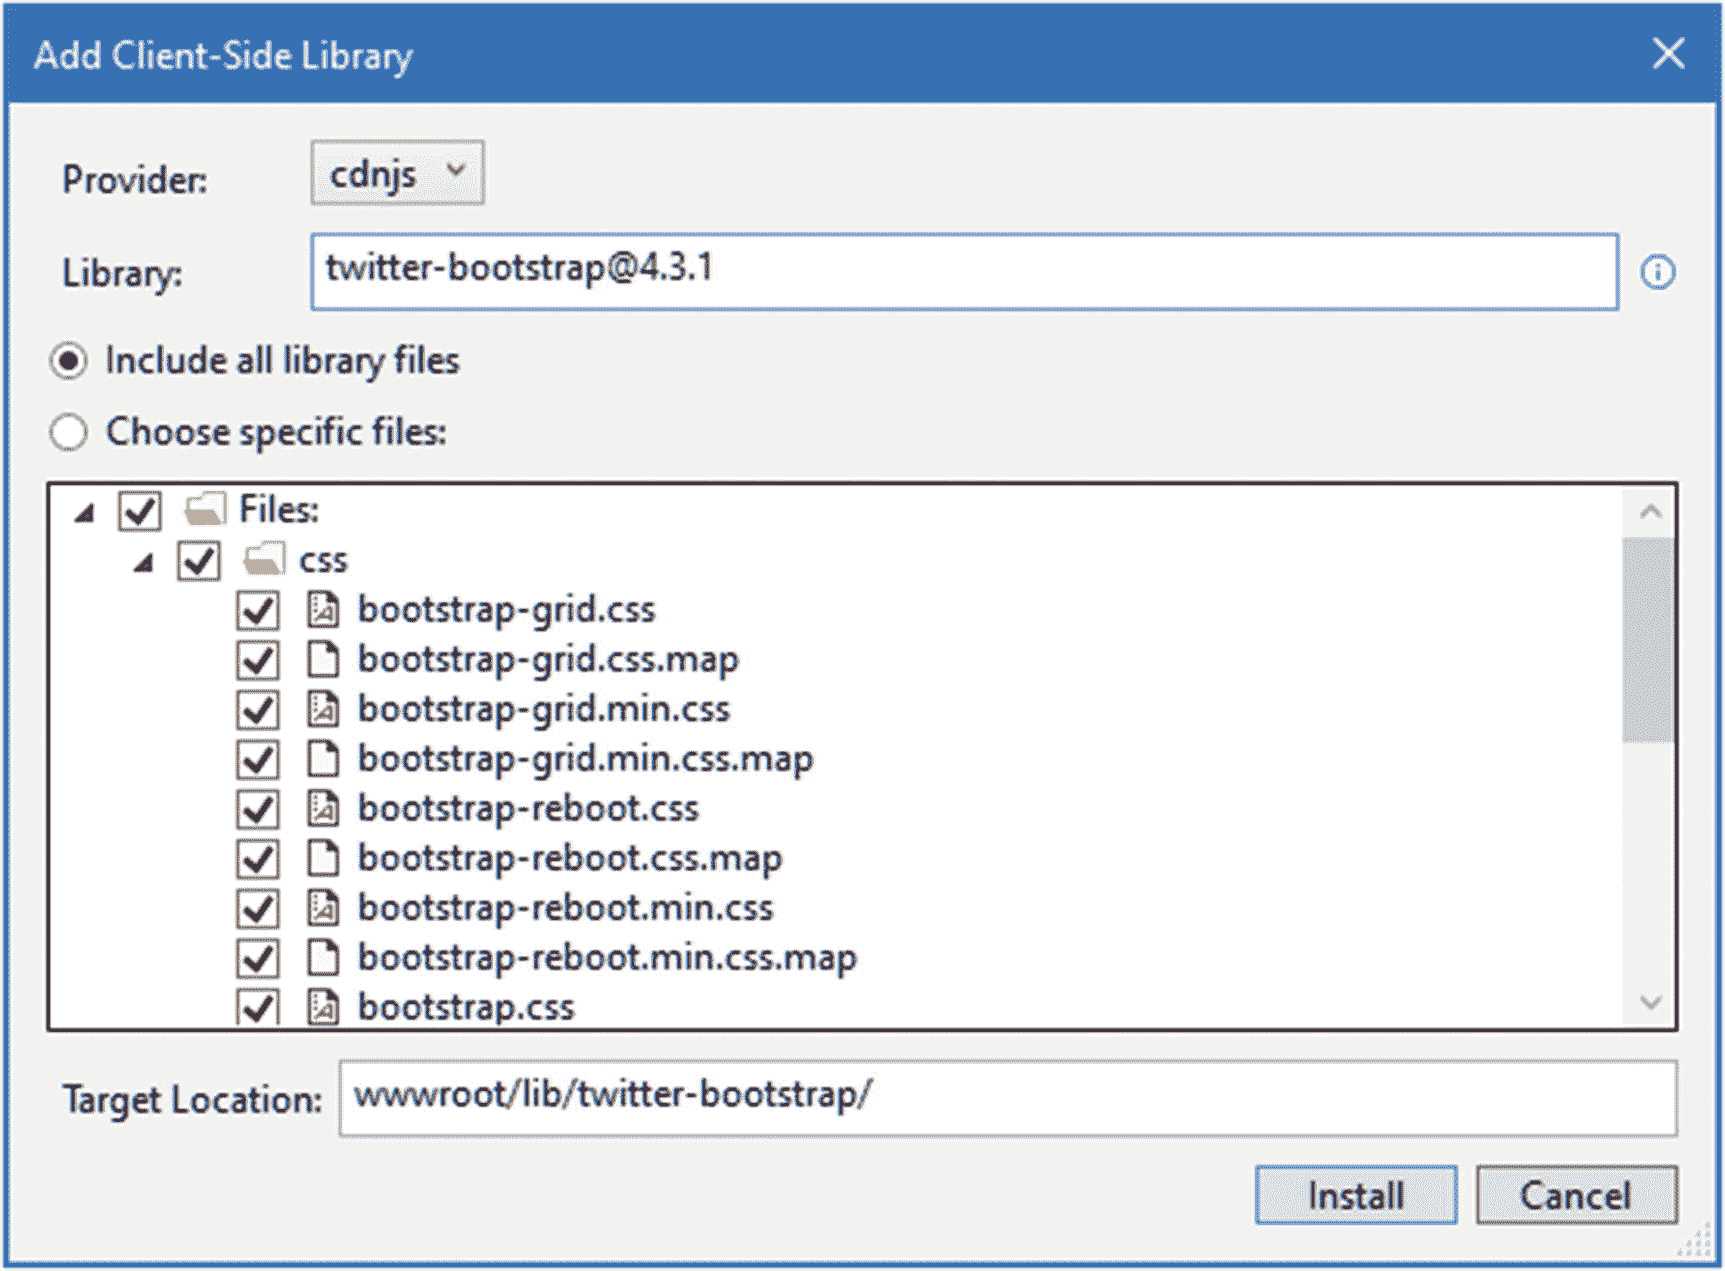 Add Client-Side Library
Provider: cdnjs
Library: twitter-bootstrap@4.3.1
Include all library files
Choose specific files:
Files:
css
bootstrap-grid.css
bootstrap-grid.css.map
bootstrap-grid.min.css
bootstrap-grid.min.css.map
bootstrap-reboot.css
bootstrap-reboot.css.map
bootstrap-reboot.min.css
bootstrap-reboot.min.css.map
bootstrap.css
Target Location: wwwroot/lib/twitter-bootstrap/
Install Cancel